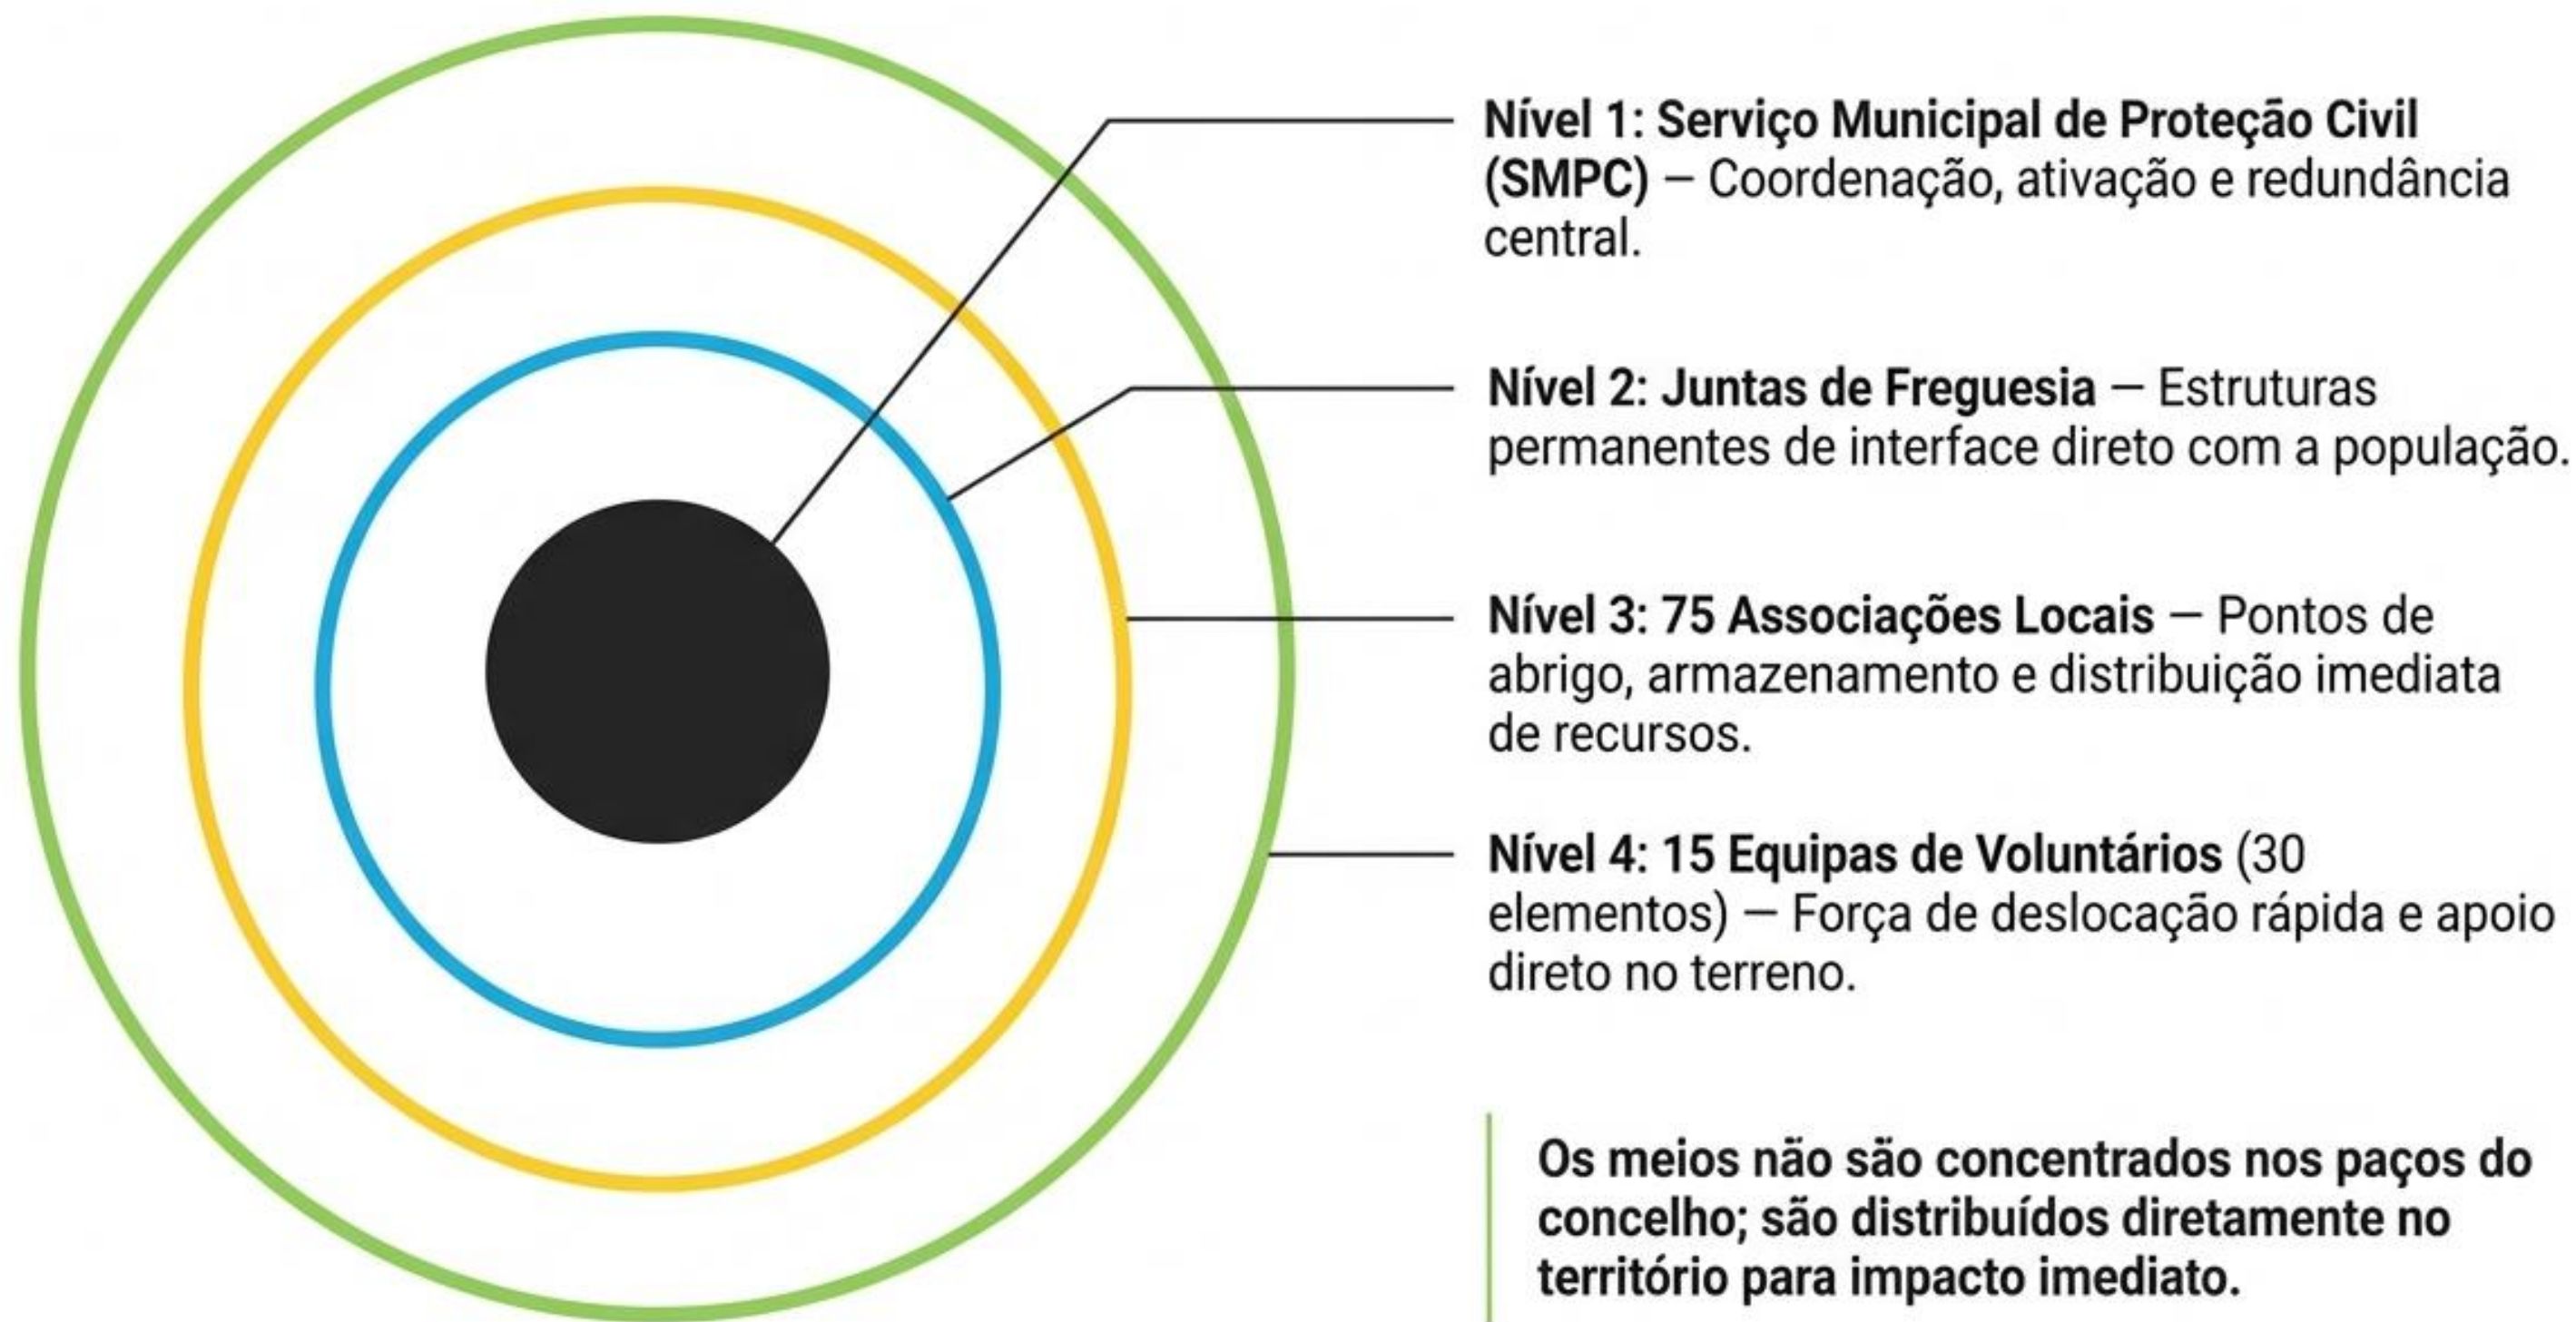 Nível 1: Serviço Municipal de Proteção Civil
(SMPC) – Coordenação, ativação e redundância
central.
Nível 2: Juntas de Freguesia – Estruturas
permanentes de interface direto com a população.
Nível 3: 75 Associações Locais – Pontos de
abrigo, armazenamento e distribuição imediata
de recursos.
Nível 4: 15 Equipas de Voluntários (30
elementos) – Força de deslocação rápida e apoio
direto no terreno.
Os meios não são concentrados nos paços do
concelho; são distribuídos diretamente no
território para impacto imediato.